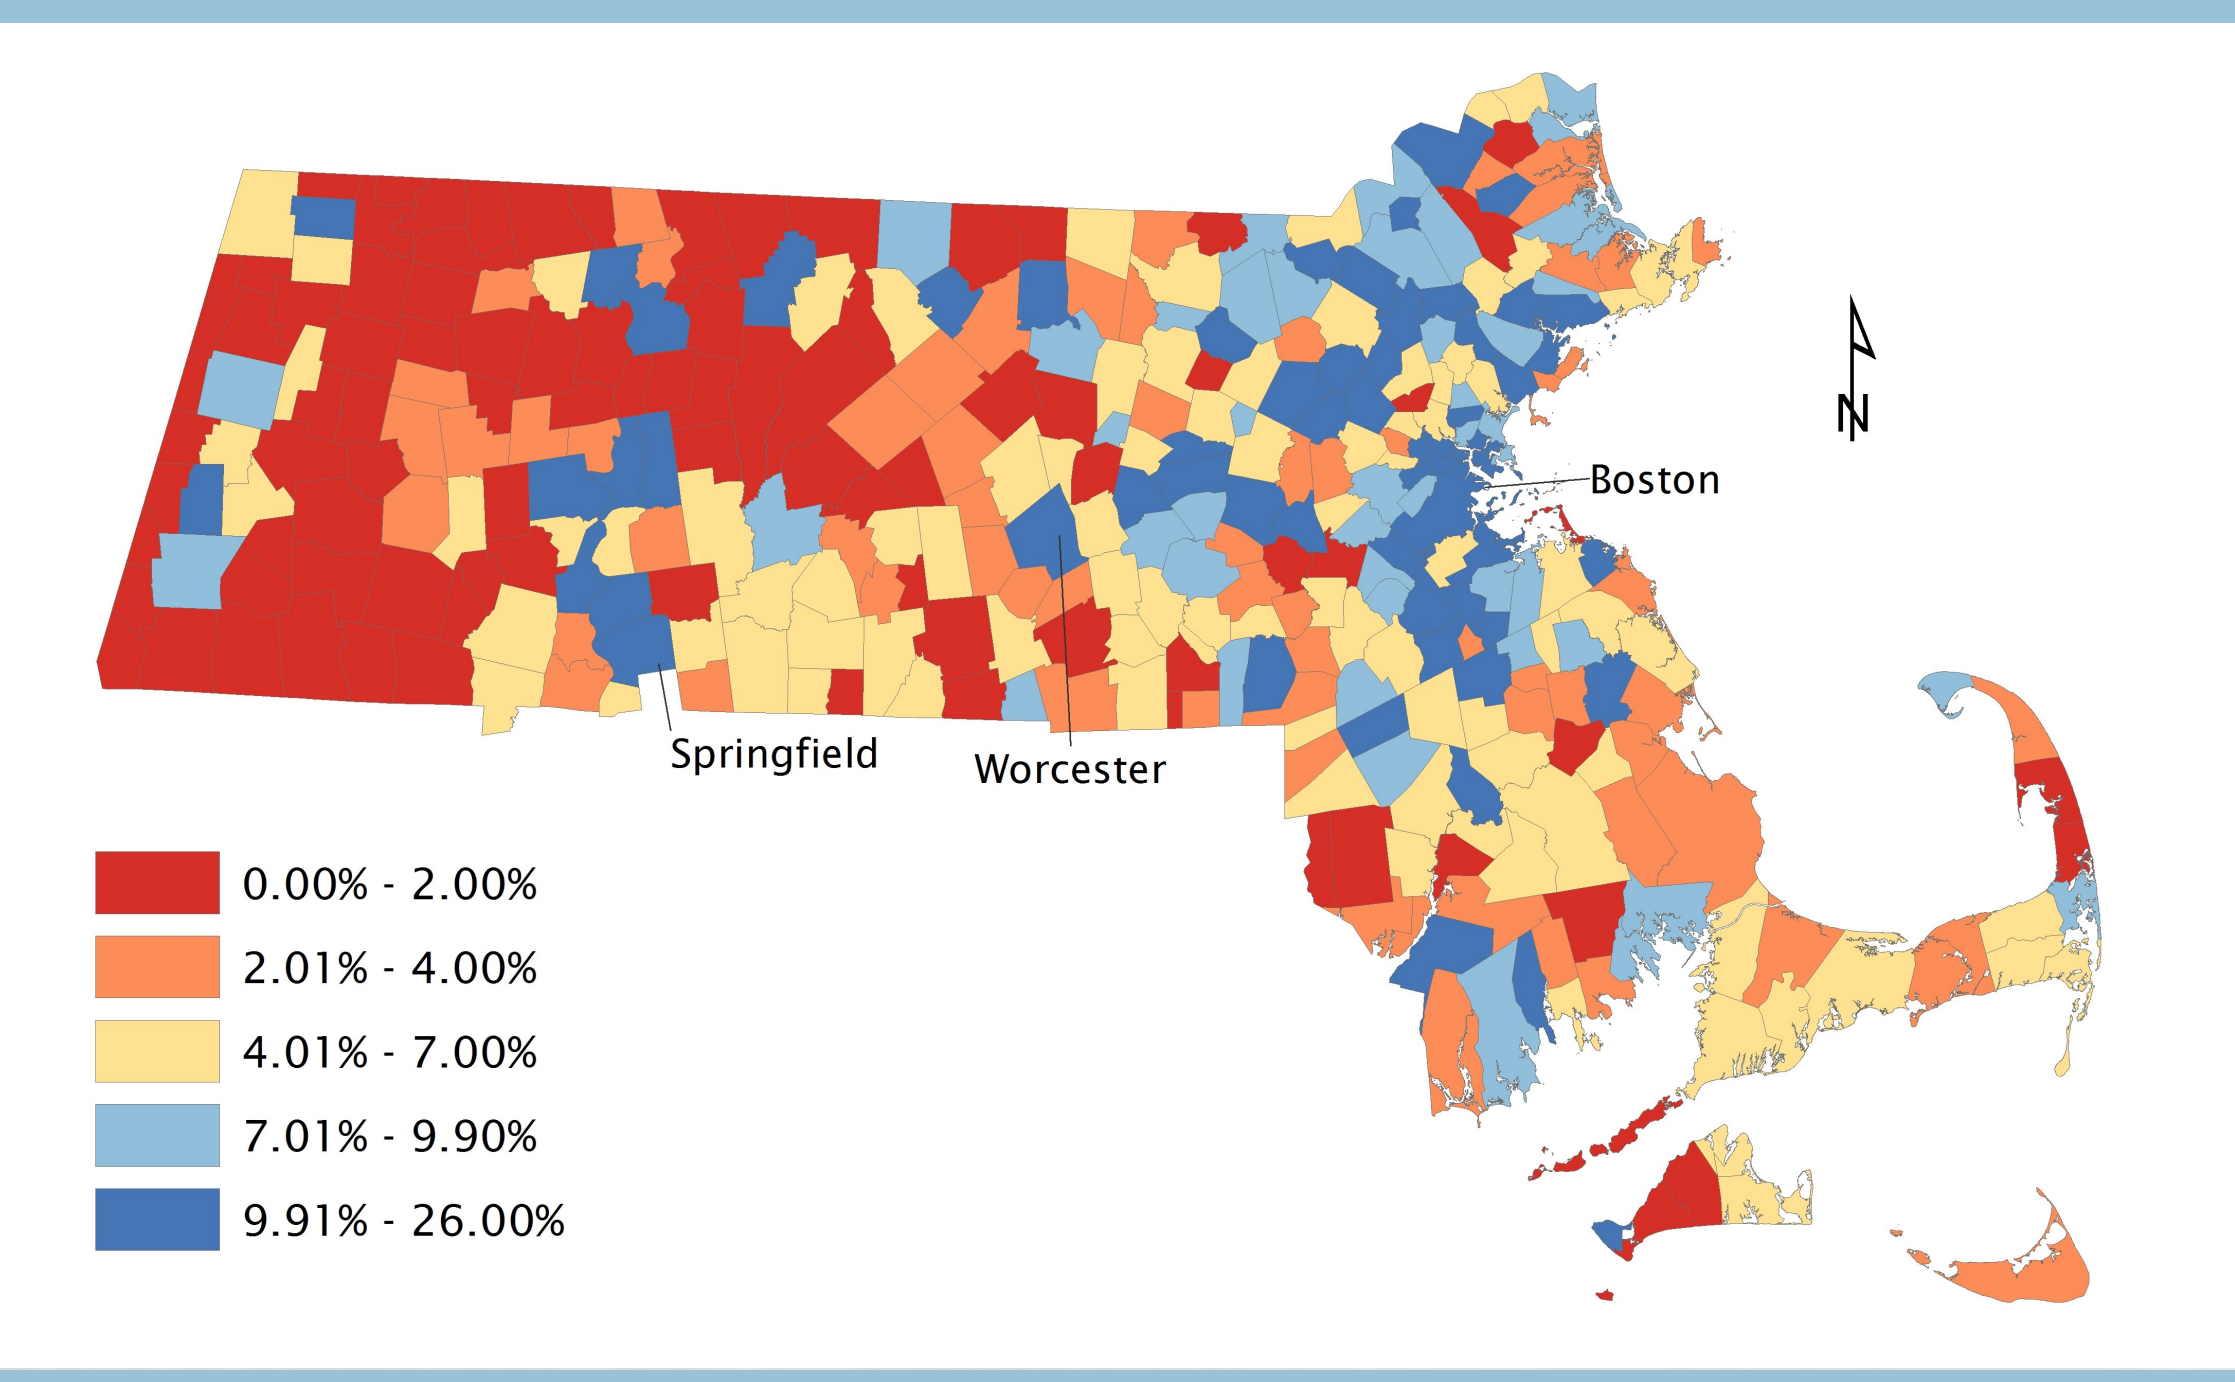 N
Boston
Springfield
Worcester
0.00% - 2.00%
2.01% - 4.00%
4.01% - 7.00%
7.01% - 9.90%
9.91% - 26.00%